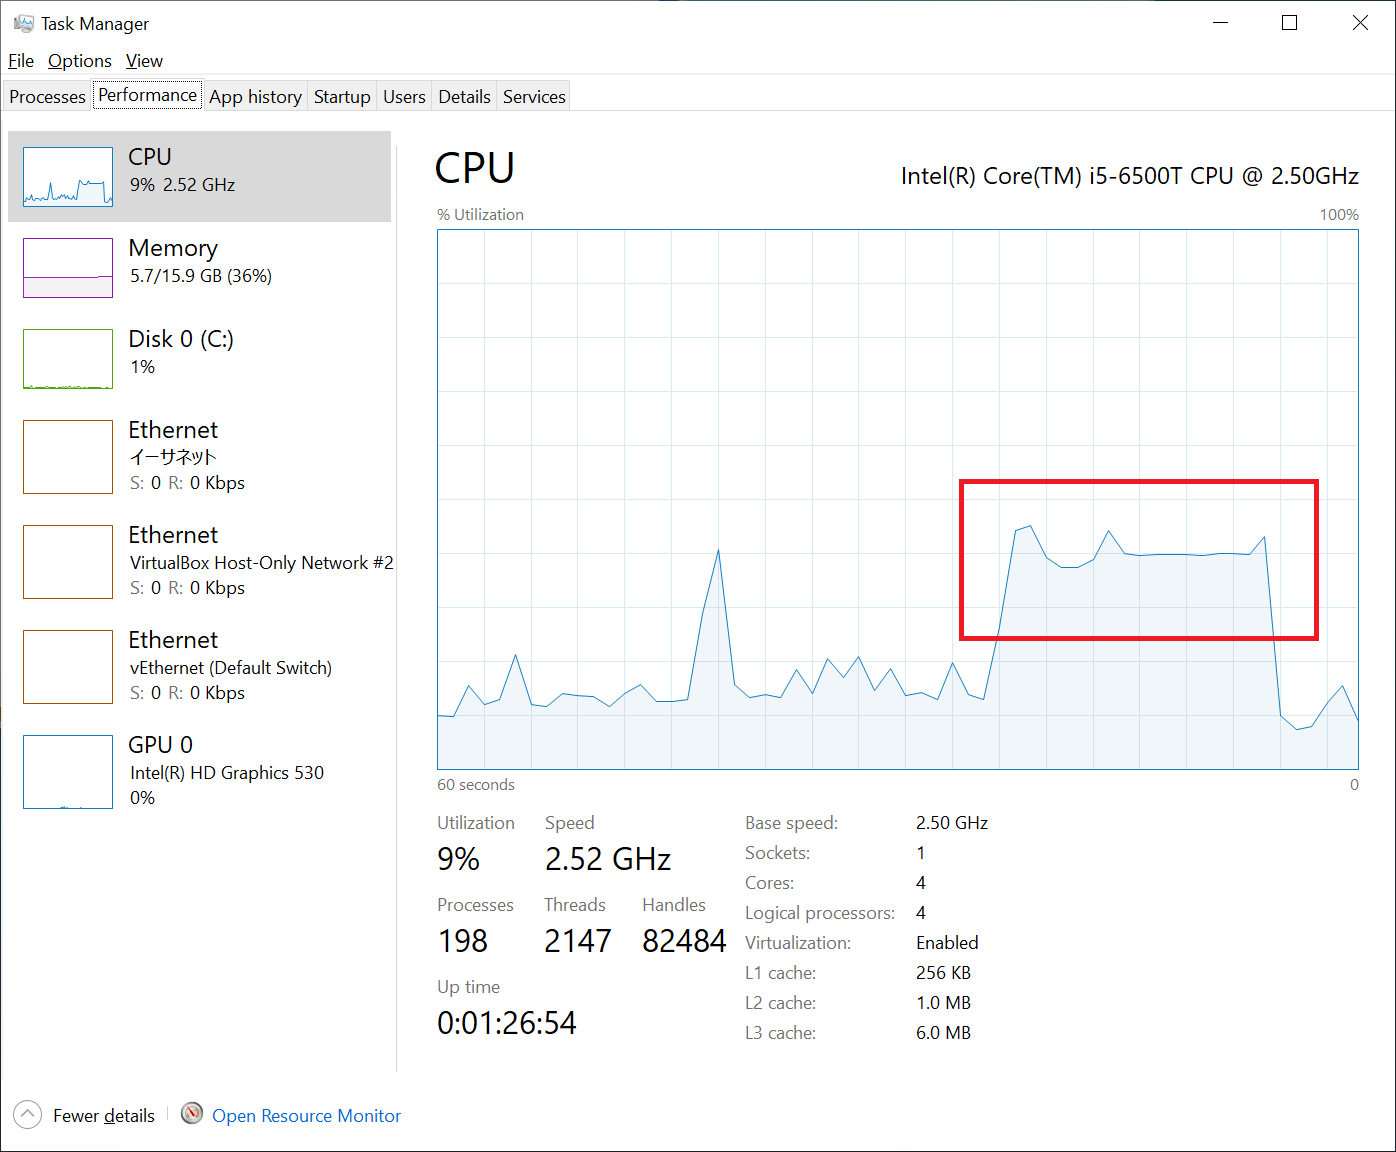 Task Manager
File Options View
Processes Performance App history Startup Users Details Services
CPU
9% 2.52 GHz
Memory
5.7/15.9 GB (36%)
Disk 0 (C:)
1%
Ethernet
イーサネット
S: 0 R: 0 Kbps
Ethernet
VirtualBox Host-Only Network #2
S: 0 R: 0 Kbps
Ethernet
vEthernet (Default Switch)
S: 0 R: 0 Kbps
GPU 0
Intel(R) HD Graphics 530
0%
CPU
Intel(R) Core(TM) i5-6500T CPU @ 2.50GHz
% Utilization 100%
60 seconds 0
Utilization Speed
9% 2.52 GHz
Processes Threads Handles
198 2147 82484
Up time
0:01:26:54
Base speed: 2.50 GHz
Sockets: 1
Cores: 4
Logical processors: 4
Virtualization: Enabled
L1 cache: 256 KB
L2 cache: 1.0 MB
L3 cache: 6.0 MB
Fewer details Open Resource Monitor